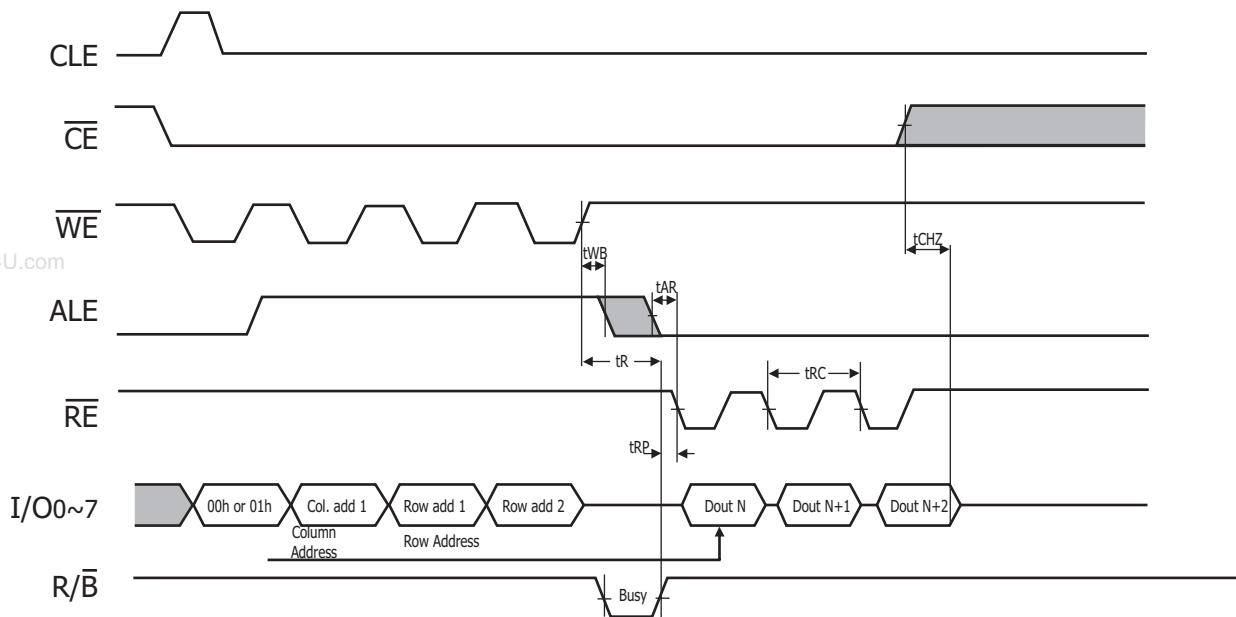 CLE
CE
WE
tCHZ
tWB
U.com
tAR
ALE
tR
tRC
RE
tRP
I/O0~7
00h or 01h
Col. add 1
Row add 1
Row add 2
Dout N
Dout N+1
Dout N+2
Column
Address
Row Address
R/B
Busy